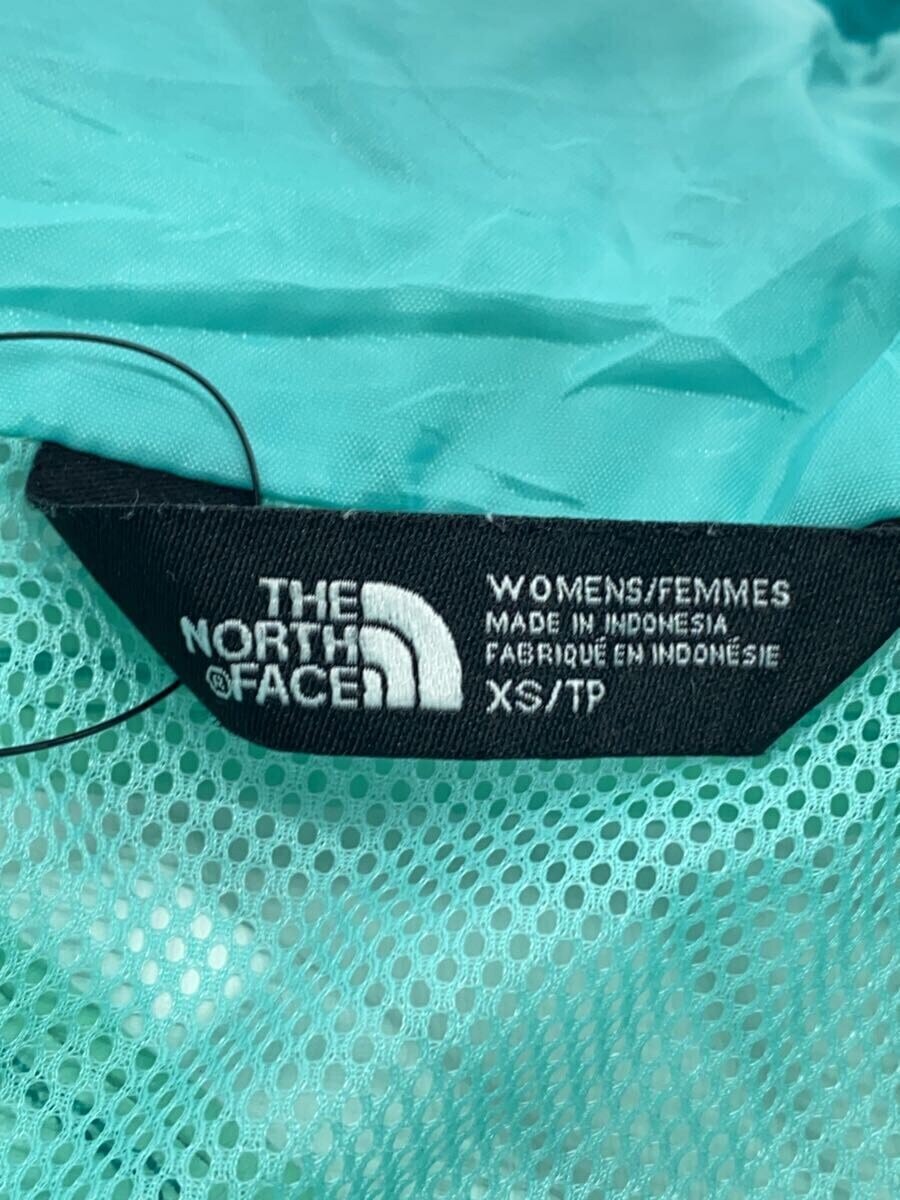 THE
NORTH
®FACE
WOMENS/FEMMES
MADE IN INDONESIA
FABRIQUÉ EN INDONÉSIE
XS/TP